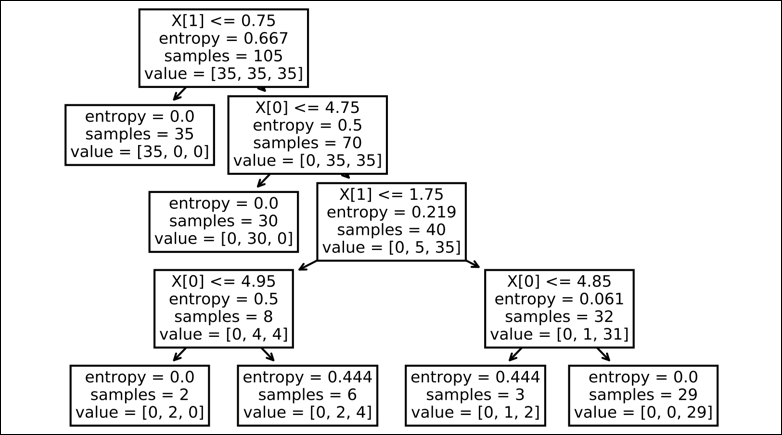 X[1] <= 0.75
entropy = 0.667
samples = 105
value = [35, 35, 35]
entropy = 0.0
samples = 35
value = [35, 0, 0]
X[0] <= 4.75
entropy = 0.5
samples = 70
value = [0, 35, 35]
entropy = 0.0
samples = 30
value = [0, 30, 0]
X[1] <= 1.75
entropy = 0.219
samples = 40
value = [0, 5, 35]
X[0] <= 4.95
entropy = 0.5
samples = 8
value = [0, 4, 4]
X[0] <= 4.85
entropy = 0.061
samples = 32
value = [0, 1, 31]
entropy = 0.0
samples = 2
value = [0, 2, 0]
entropy = 0.444
samples = 6
value = [0, 2, 4]
entropy = 0.444
samples = 3
value = [0, 1, 2]
entropy = 0.0
samples = 29
value = [0, 0, 29]